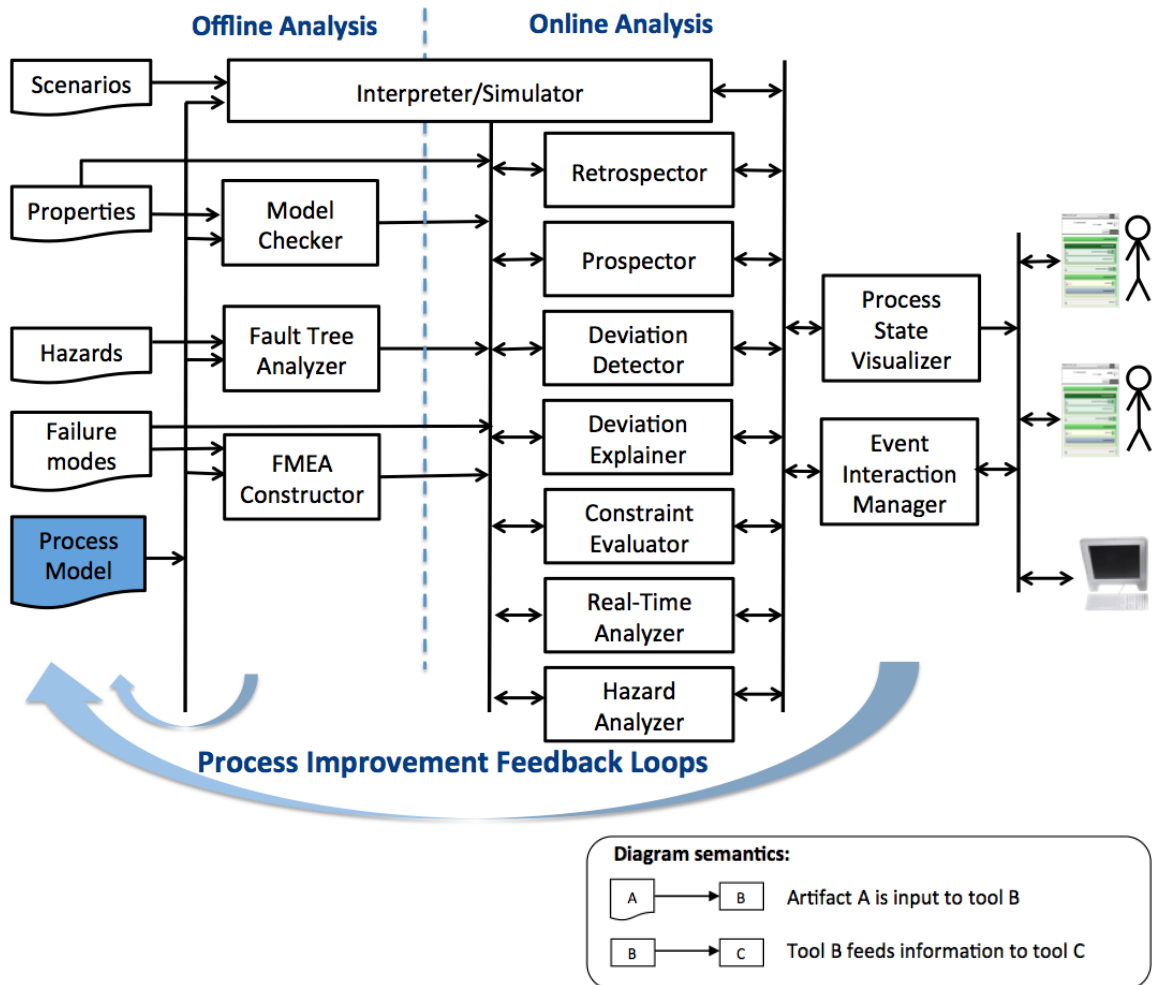 Offline Analysis
Online Analysis
Scenarios
Interpreter/Simulator
Retrospector
Properties
Model
Checker
Prospector
Process
State
Visualizer
Hazards
Fault Tree
Analyzer
Deviation
Detector
Failure
modes
FMEA
Constructor
Deviation
Explainer
Event
Interaction
Manager
Process
Model
Constraint
Evaluator
Real-Time
Analyzer
Hazard
Analyzer
Process Improvement Feedback Loops
Diagram semantics:
A
B
Artifact A is input to tool B
B
C
Tool B feeds information to tool C